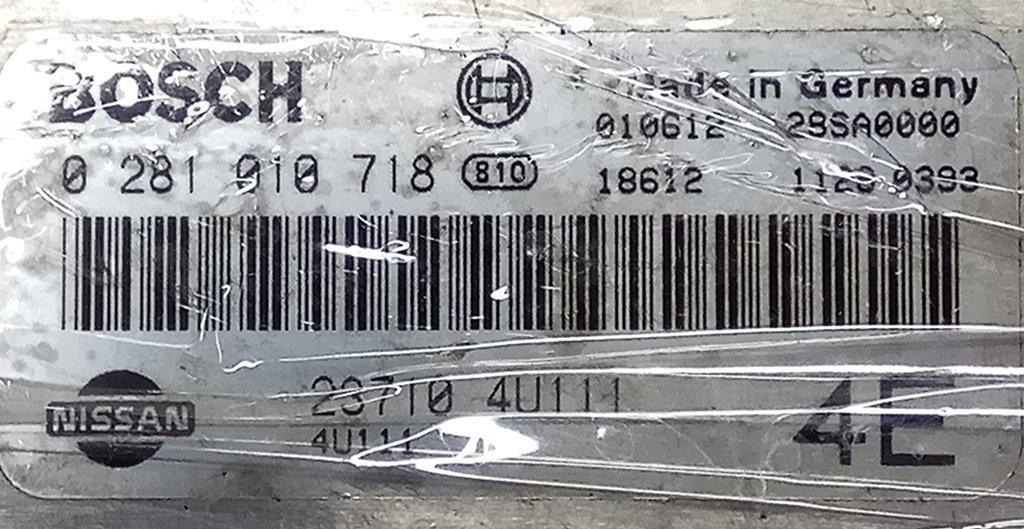 BOSCH
Made in Germany
010612 28SA0000
0 281 010 718 810 18612
NISSAN
23710 4U111
4U111
4E